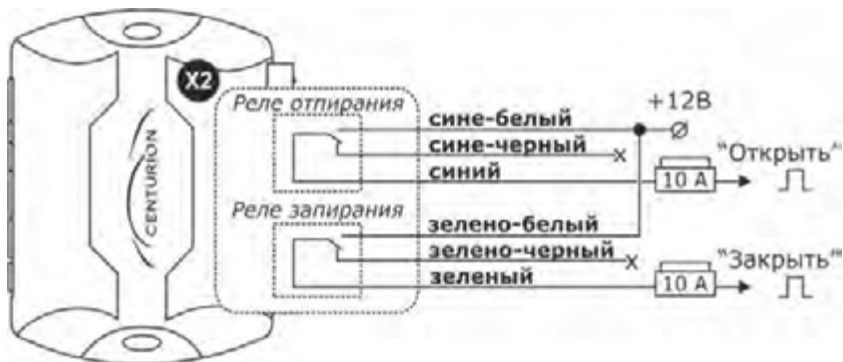 X2
Реле отпирания
сине-белый
+12В
сине-черный
х
"Открыть"
синий
10 А
Реле запирания
зелено-белый
зелено-черный
х
"Закрыть"
зеленый
10 А
CENTURION